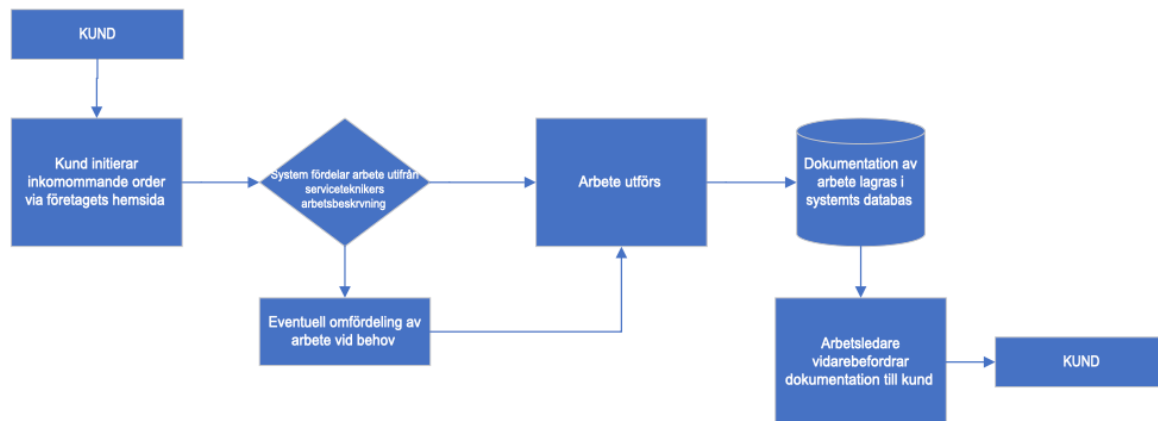 KUND
Kund initierar
inkomommande order
via företagets hemsida
System fördelar arbete utifrån
serviceteknikers
arbetsbeskrvning
Eventuell omfördeling av
arbete vid behov
Arbete utförs
Dokumentation av
arbete lagras i
systemts databas
Arbetsledare
vidarebefordrar
dokumentation till kund
KUND